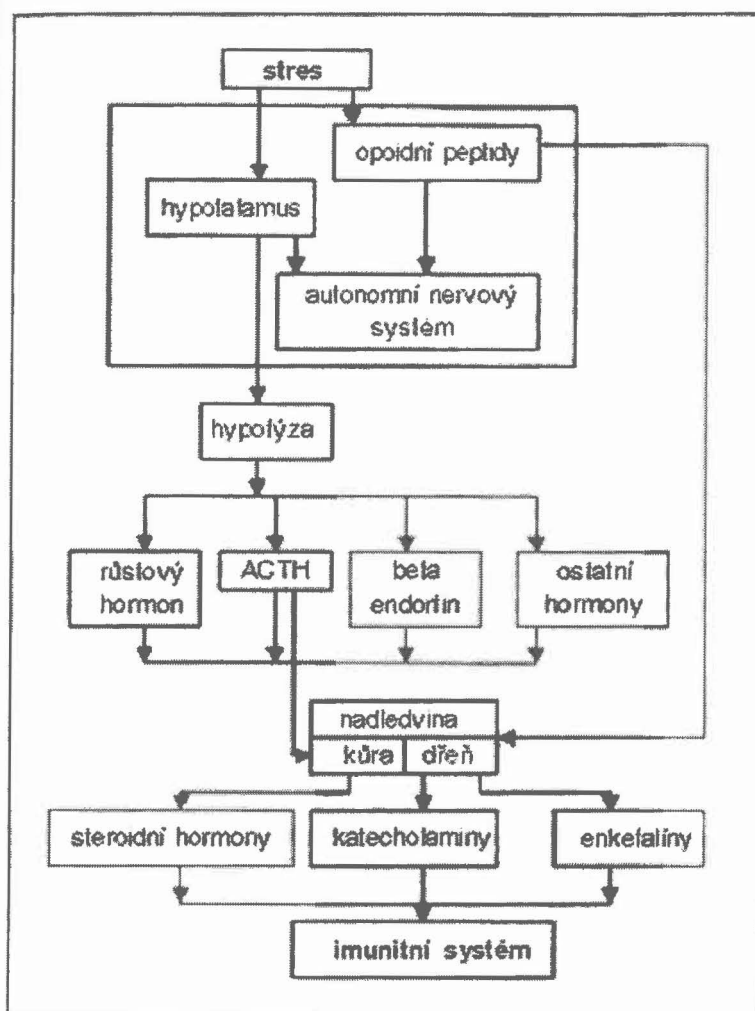 stres
opoidní peptidy
hypotalamus
autonomní nervový
systém
hypofýza
růstový
hormon
ACTH
beta
endorfin
ostatní
hormony
nadledvina
kůra
dřeň
steroidní hormony
katecholaminy
enkefalíny
imunitní systém